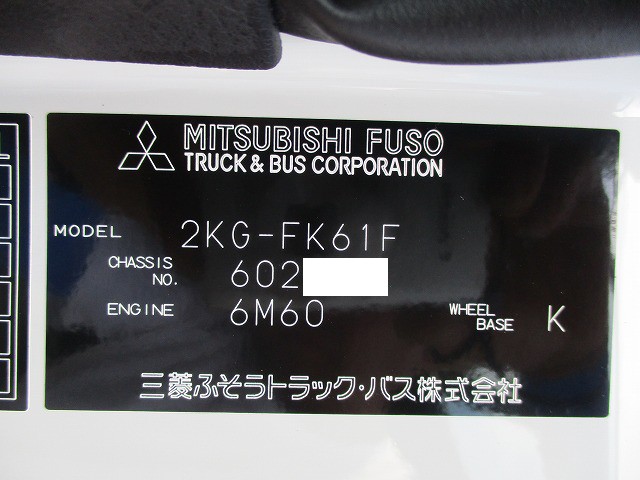 MITSUBISHI FUSO
TRUCK & BUS CORPORATION
MODEL 2KG-FK61F
CHASSIS NO. 602
ENGINE 6M60 WHEEL BASE K
三菱ふそうトラック・バス株式会社